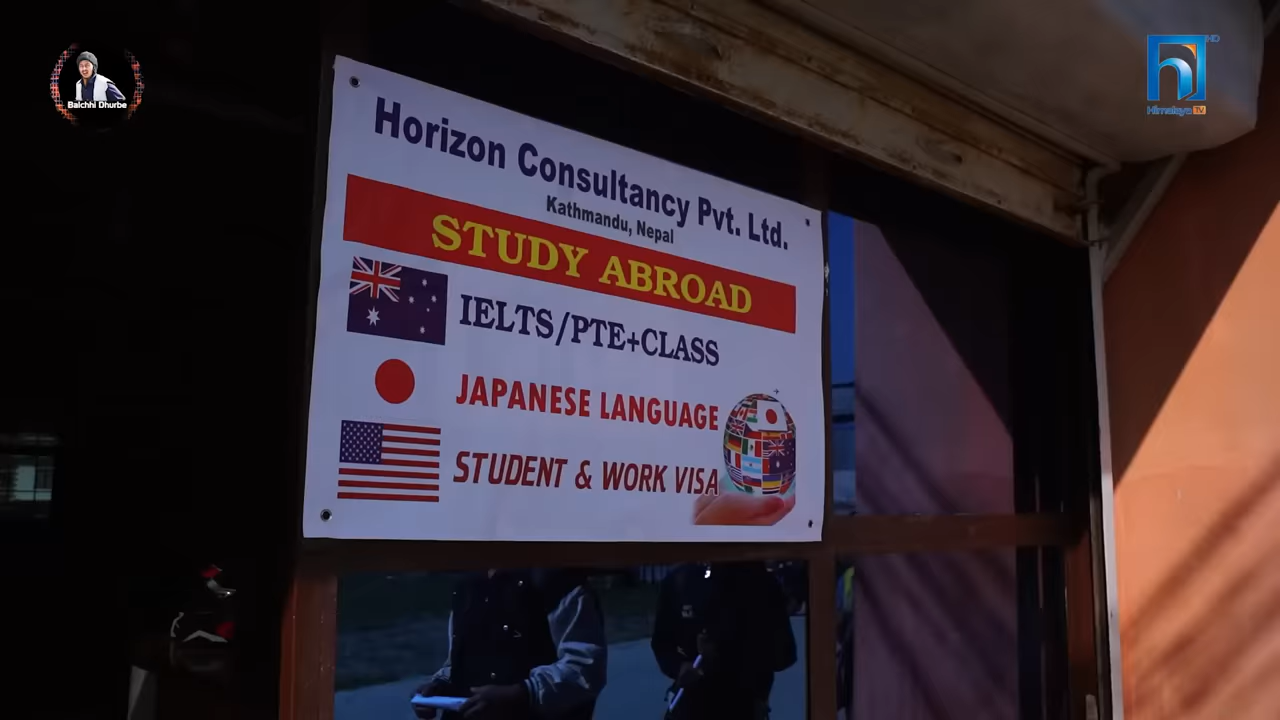 Balchhi Dhurbe
HD
Himalaya TV
Horizon Consultancy Pvt. Ltd.
Kathmandu, Nepal
STUDY ABROAD
IELTS/PTE+CLASS
JAPANESE LANGUAGE
STUDENT & WORK VISA